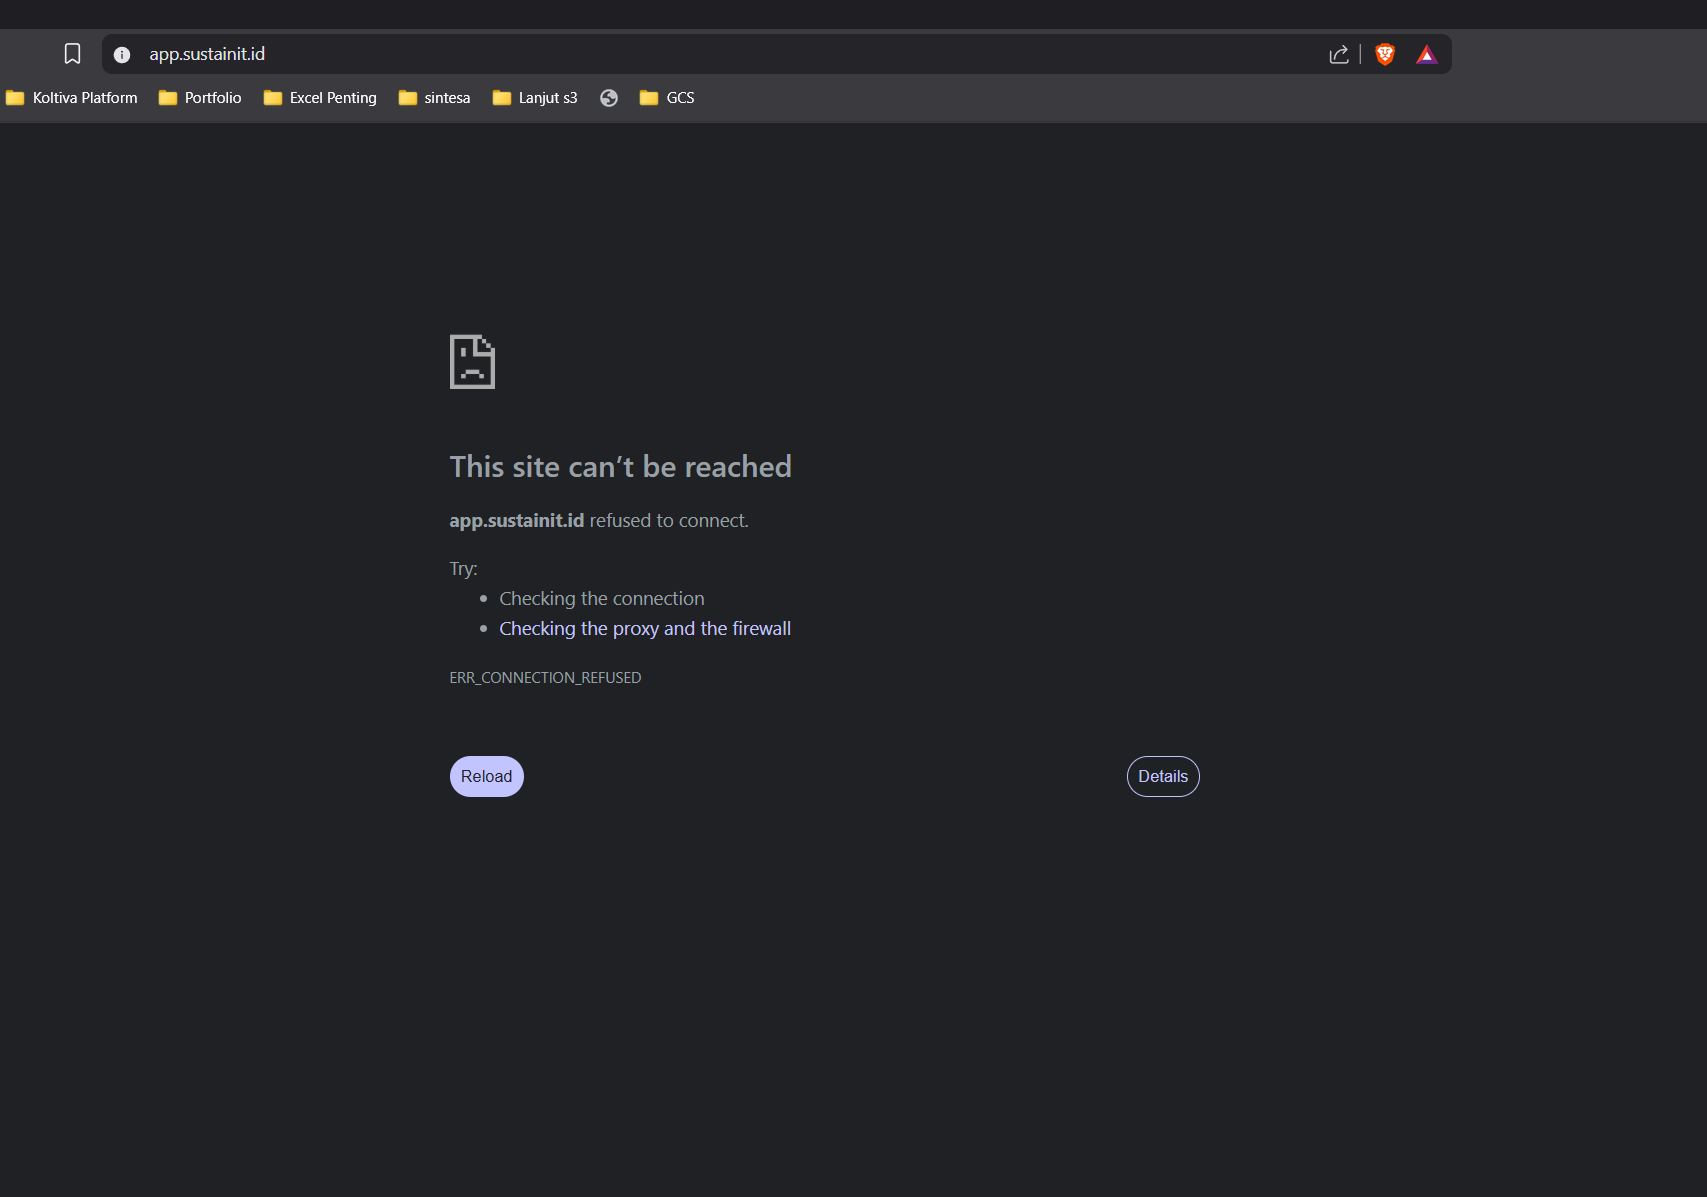 app.sustainit.id
Koltiva Platform Portfolio Excel Penting sintesa Lanjut s3 GCS
This site can’t be reached
app.sustainit.id refused to connect.
Try:
Checking the connection
Checking the proxy and the firewall
ERR_CONNECTION_REFUSED
Reload Details